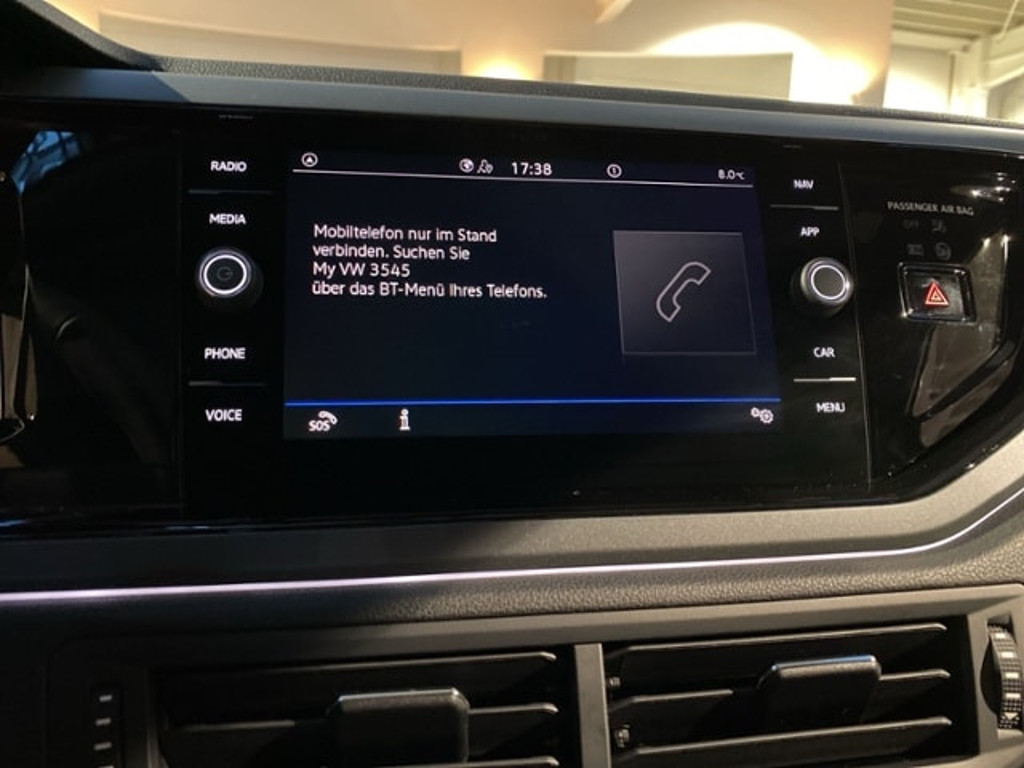 RADIO
MEDIA
PHONE
VOICE
17:38
8.0°C
Mobiltelefon nur im Stand
verbinden. Suchen Sie
My VW 3545
über das BT-Menü Ihres Telefons.
SOS
i
NAV
APP
CAR
MENU
PASSENGER AIR BAG
OFF